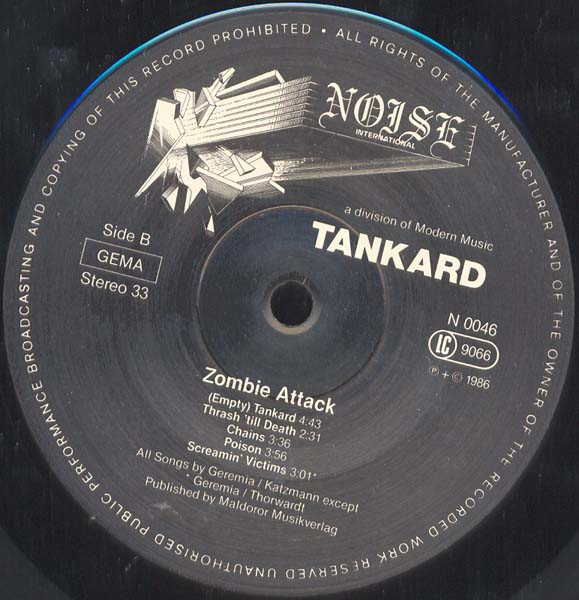 ALL RIGHTS OF THE MANUFACTURER AND OF THE OWNER OF THE RECORDED WORK RESERVED UNAUTHORISED PUBLIC PERFORMANCE BROADCASTING AND COPYING OF THIS RECORD PROHIBITED •
NOISE
INTERNATIONAL
a division of Modern Music
TANKARD
Side B
GEMA
Stereo 33
N 0046
LC 9066
℗ + © 1986
Zombie Attack
(Empty) Tankard 4:43
Thrash 'till Death 2:31
Chains 3:36
Poison 3:56
Screamin' Victims 3:01*
All Songs by Geremia / Katzmann except
* Geremia / Thorwardt
Published by Maldoror Musikverlag